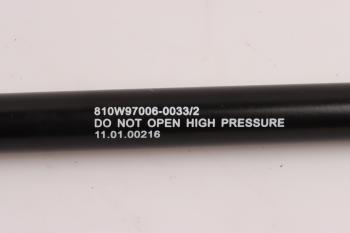 810W97006-0033/2
DO NOT OPEN HIGH PRESSURE
11.01.00216